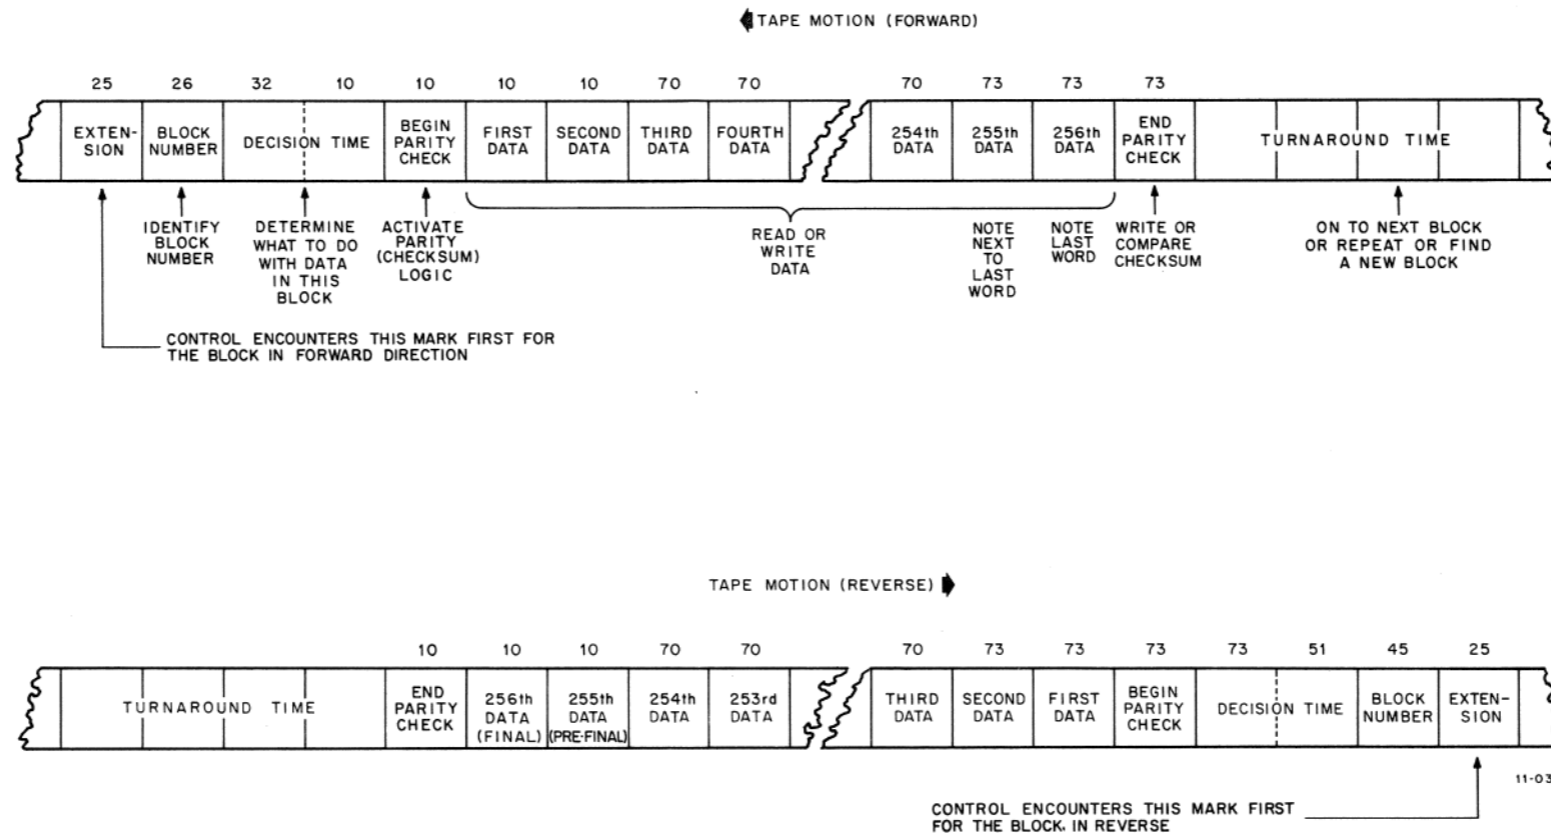 TAPE MOTION (FORWARD)
25 26 32 10 10 10 10 70 70 70 73 73 73
EXTEN-
SION
BLOCK
NUMBER
DECISION TIME
BEGIN
PARITY
CHECK
FIRST
DATA
SECOND
DATA
THIRD
DATA
FOURTH
DATA
254th
DATA
255th
DATA
256th
DATA
END
PARITY
CHECK
TURNAROUND TIME
IDENTIFY
BLOCK
NUMBER
DETERMINE
WHAT TO DO
WITH DATA
IN THIS
BLOCK
ACTIVATE
PARITY
(CHECKSUM)
LOGIC
READ OR
WRITE
DATA
NOTE
NEXT
TO
LAST
WORD
NOTE
LAST
WORD
WRITE OR
COMPARE
CHECKSUM
ON TO NEXT BLOCK
OR REPEAT OR FIND
A NEW BLOCK
CONTROL ENCOUNTERS THIS MARK FIRST FOR
THE BLOCK IN FORWARD DIRECTION
TAPE MOTION (REVERSE)
10 10 10 70 70 70 73 73 73 73 51 45 25
TURNAROUND TIME
END
PARITY
CHECK
256th
DATA
(FINAL)
255th
DATA
(PRE-FINAL)
254th
DATA
253rd
DATA
THIRD
DATA
SECOND
DATA
FIRST
DATA
BEGIN
PARITY
CHECK
DECISION TIME
BLOCK
NUMBER
EXTEN-
SION
11-03
CONTROL ENCOUNTERS THIS MARK FIRST
FOR THE BLOCK IN REVERSE